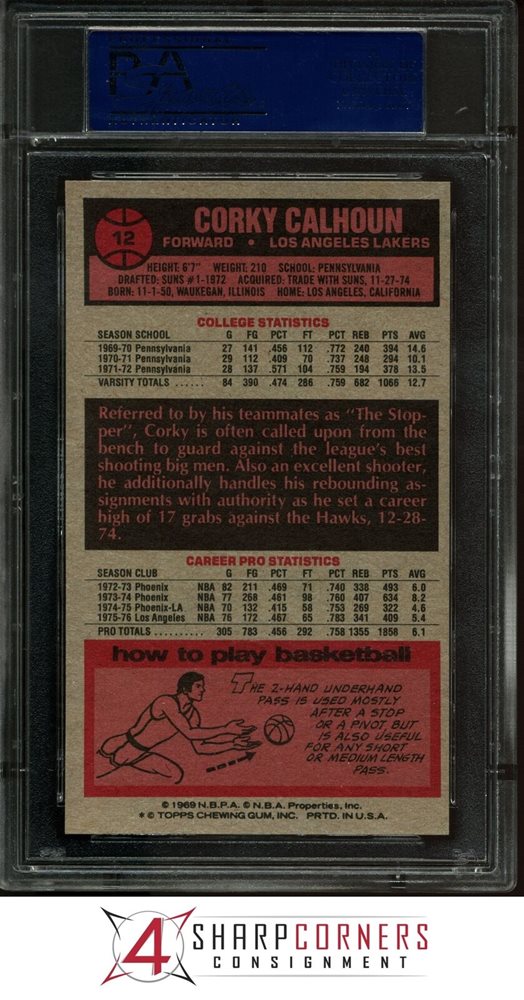 PSA
12
CORKY CALHOUN
FORWARD • LOS ANGELES LAKERS
HEIGHT: 6'7" WEIGHT: 210 SCHOOL: PENNSYLVANIA
DRAFTED: SUNS #1-1972 ACQUIRED: TRADE WITH SUNS, 11-27-74
BORN: 11-1-50, WAUKEGAN, ILLINOIS HOME: LOS ANGELES, CALIFORNIA
COLLEGE STATISTICS
SEASON SCHOOL G FG PCT FT PCT REB PTS AVG
1969-70 Pennsylvania 27 141 .456 112 .772 240 394 14.6
1970-71 Pennsylvania 29 112 .409 70 .737 248 294 10.1
1971-72 Pennsylvania 28 137 .571 104 .759 194 378 13.5
VARSITY TOTALS ...... 84 390 .474 286 .759 682 1066 12.7
Referred to by his teammates as "The Stop-
per", Corky is often called upon from the
bench to guard against the league's best
shooting big men. Also an excellent shooter,
he additionally handles his rebounding as-
signments with authority as he set a career
high of 17 grabs against the Hawks, 12-28-
74.
CAREER PRO STATISTICS
SEASON CLUB G FG PCT FT PCT REB PTS AVG
1972-73 Phoenix NBA 82 211 .469 71 .740 338 493 6.0
1973-74 Phoenix NBA 77 268 .461 98 .760 407 634 8.2
1974-75 Phoenix-LA NBA 70 132 .415 58 .753 269 322 4.6
1975-76 Los Angeles NBA 76 172 .467 65 .783 341 409 5.4
PRO TOTALS .......... 305 783 .456 292 .758 1355 1858 6.1
how to play basketball
THE 2-HAND UNDERHAND
PASS IS USED MOSTLY
AFTER A STOP
OR A PIVOT, BUT
IS ALSO USEFUL
FOR ANY SHORT
OR MEDIUM LENGTH
PASS.
© 1969 N.B.P.A. © N.B.A. Properties, Inc.
* © TOPPS CHEWING GUM, INC. PRTD. IN U.S.A.
4 SHARPCORNERS
CONSIGNMENT